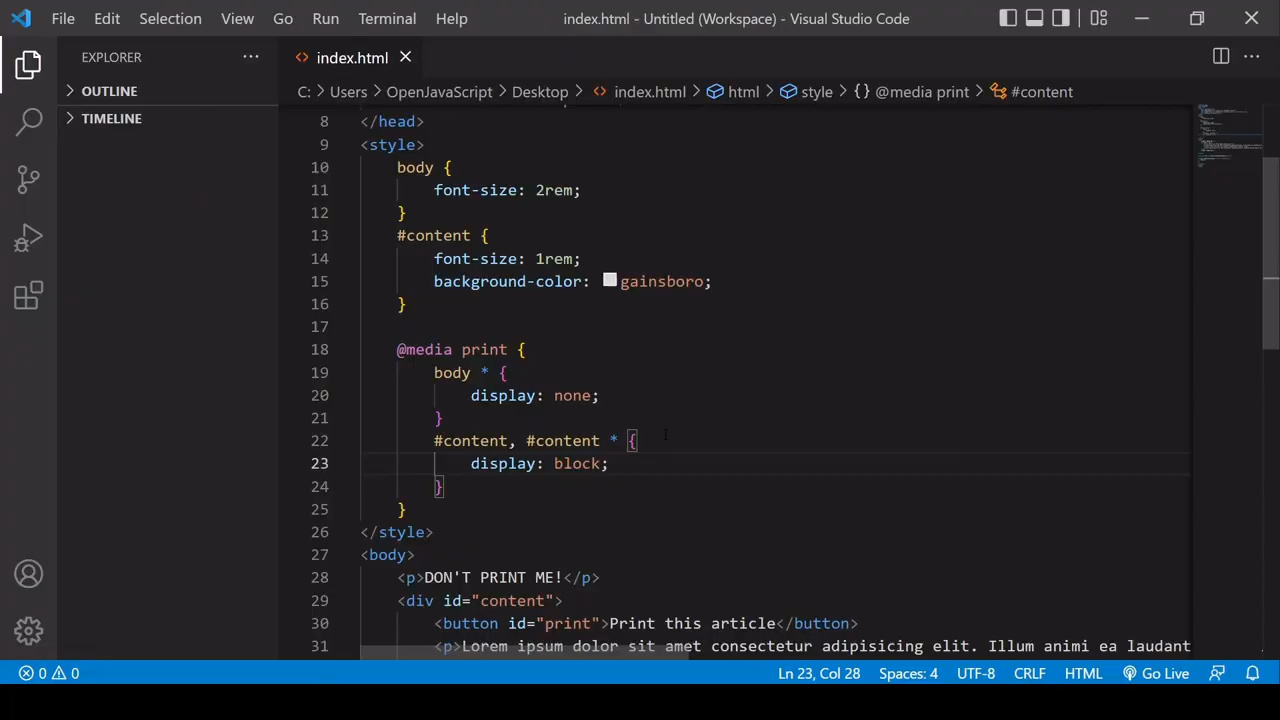 File Edit Selection View Go Run Terminal Help index.html - Untitled (Workspace) - Visual Studio Code
EXPLORER ···
OUTLINE
TIMELINE
index.html
C: > Users > OpenJavaScript > Desktop > index.html > html > style > {} @media print > #content
8 </head>
9 <style>
10 body {
11 font-size: 2rem;
12 }
13 #content {
14 font-size: 1rem;
15 background-color: gainsboro;
16 }
17
18 @media print {
19 body * {
20 display: none;
21 }
22 #content, #content * {
23 display: block;
24 }
25 }
26 </style>
27 <body>
28 <p>DON'T PRINT ME!</p>
29 <div id="content">
30 <button id="print">Print this article</button>
31 <p>Lorem ipsum dolor sit amet consectetur adipisicing elit. Illum animi ea laudant
0 0 Ln 23, Col 28 Spaces: 4 UTF-8 CRLF HTML Go Live